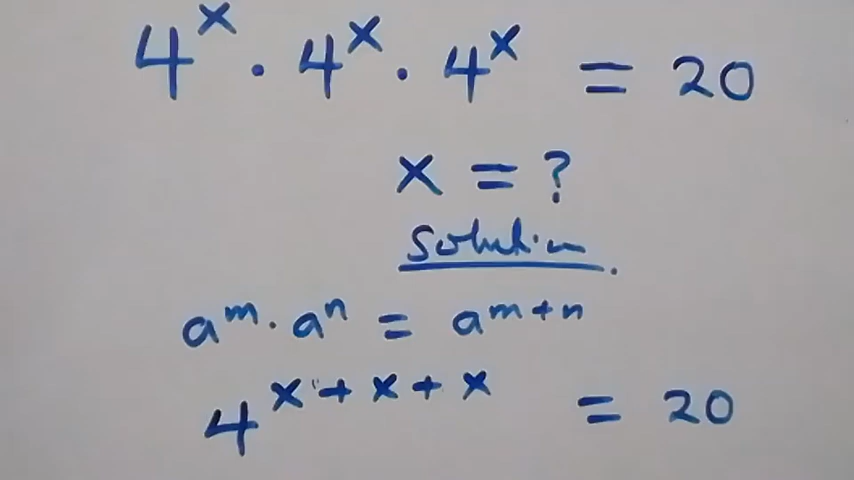 4^x · 4^x · 4^x = 20
x = ?
Solution.
a^m · a^n = a^m+n
4^x+x+x = 20